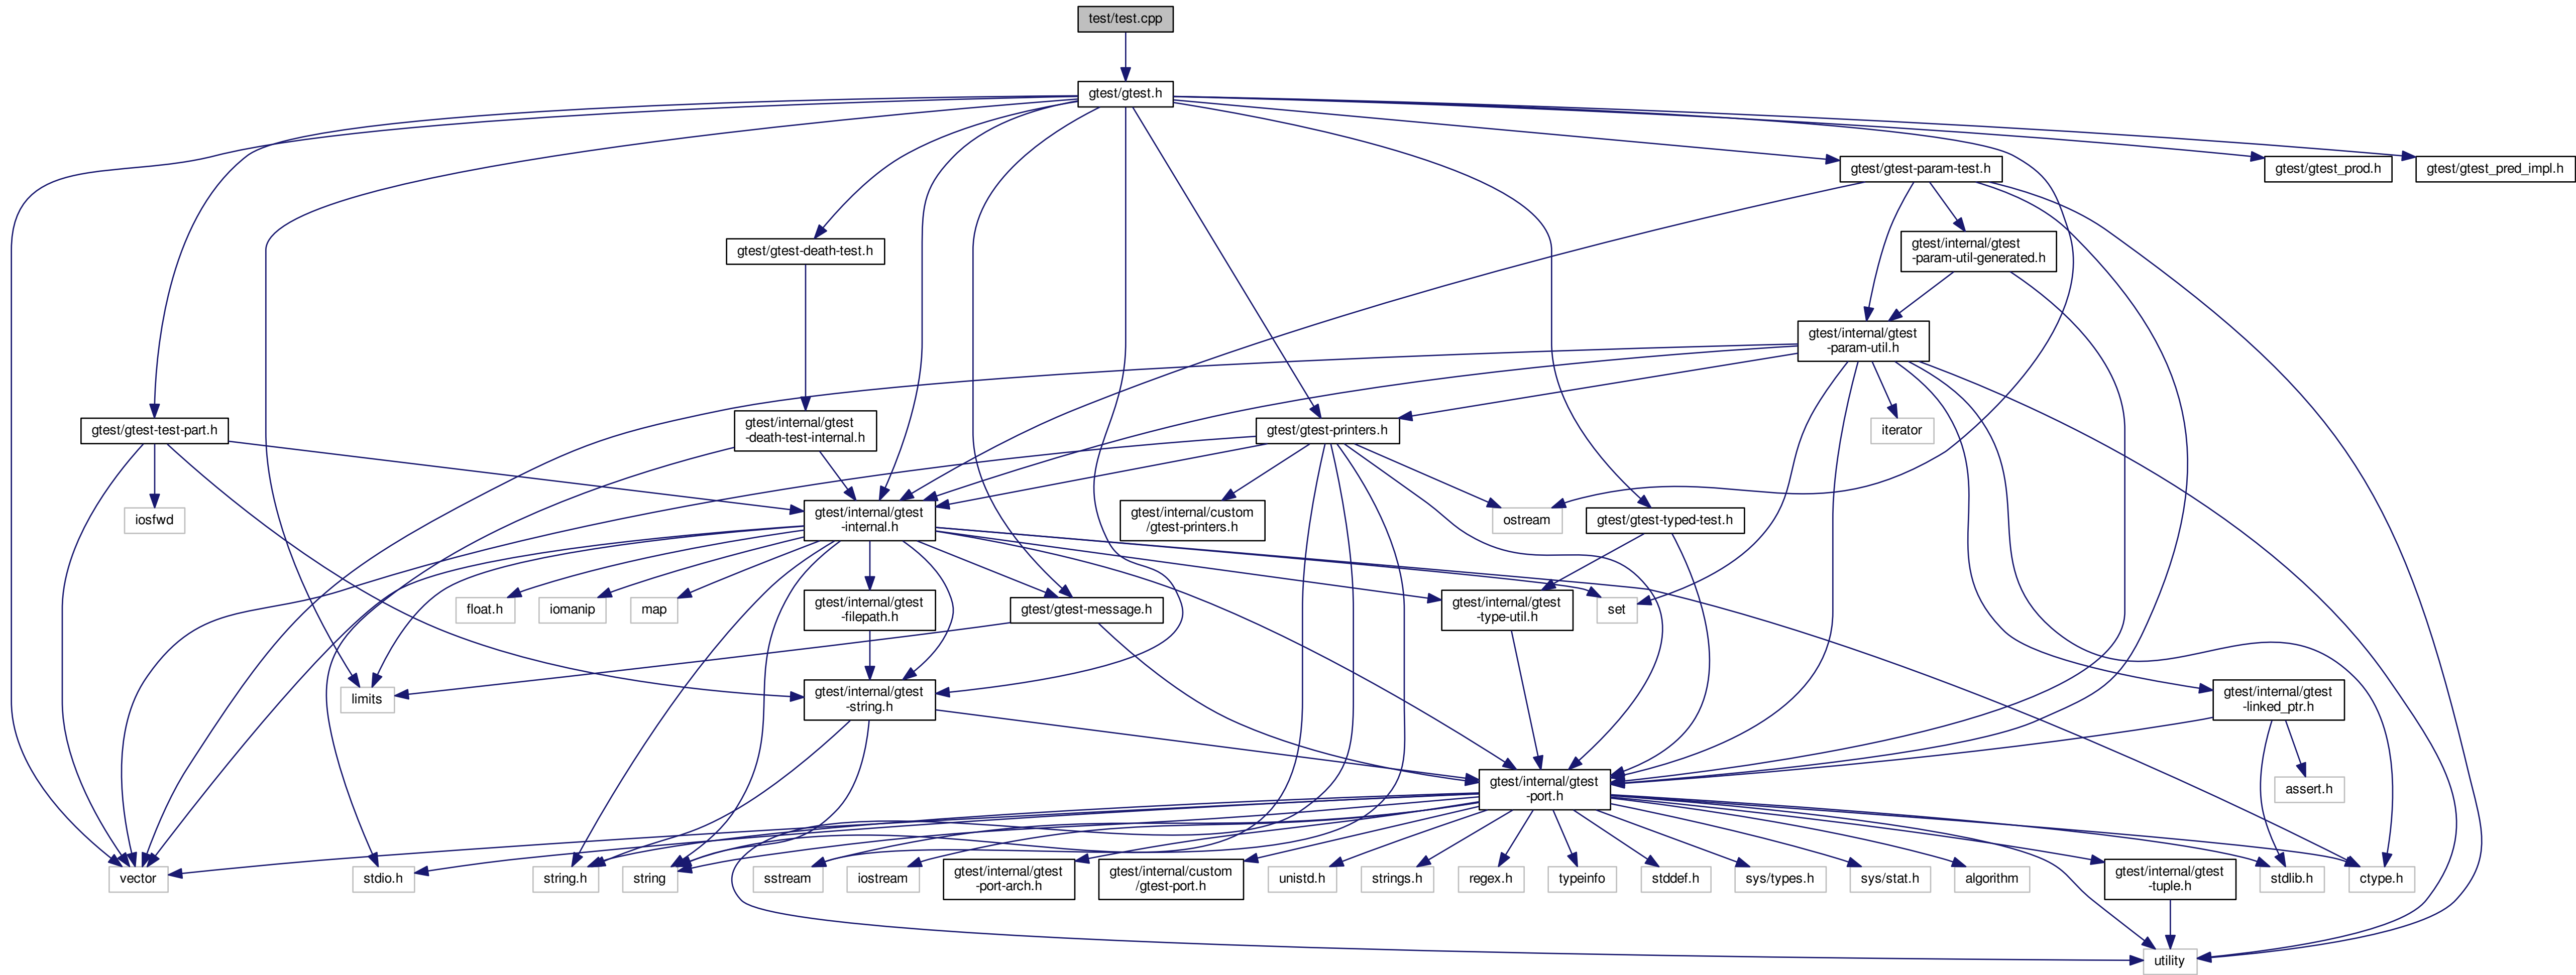 test/test.cpp
gtest/gtest.h
gtest/gtest-param-test.h
gtest/gtest_prod.h
gtest/gtest_pred_impl.h
gtest/gtest-death-test.h
gtest/internal/gtest
-param-util-generated.h
gtest/internal/gtest
-param-util.h
gtest/gtest-test-part.h
gtest/internal/gtest
-death-test-internal.h
gtest/gtest-printers.h
iterator
iosfwd
gtest/internal/gtest
-internal.h
gtest/internal/custom
/gtest-printers.h
ostream
gtest/gtest-typed-test.h
float.h
iomanip
map
gtest/internal/gtest
-filepath.h
gtest/gtest-message.h
gtest/internal/gtest
-type-util.h
set
limits
gtest/internal/gtest
-string.h
gtest/internal/gtest
-linked_ptr.h
gtest/internal/gtest
-port.h
assert.h
vector
stdio.h
string.h
string
sstream
iostream
gtest/internal/gtest
-port-arch.h
gtest/internal/custom
/gtest-port.h
unistd.h
strings.h
regex.h
typeinfo
stddef.h
sys/types.h
sys/stat.h
algorithm
gtest/internal/gtest
-tuple.h
stdlib.h
ctype.h
utility